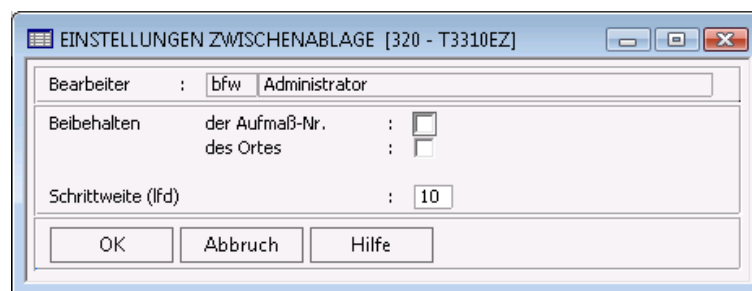 EINSTELLUNGEN ZWISCHENABLAGE [320 - T3310EZ]
Bearbeiter : bfw Administrator
Beibehalten der Aufmaß-Nr. :
des Ortes :
Schrittweite (lfd) : 10
OK Abbruch Hilfe